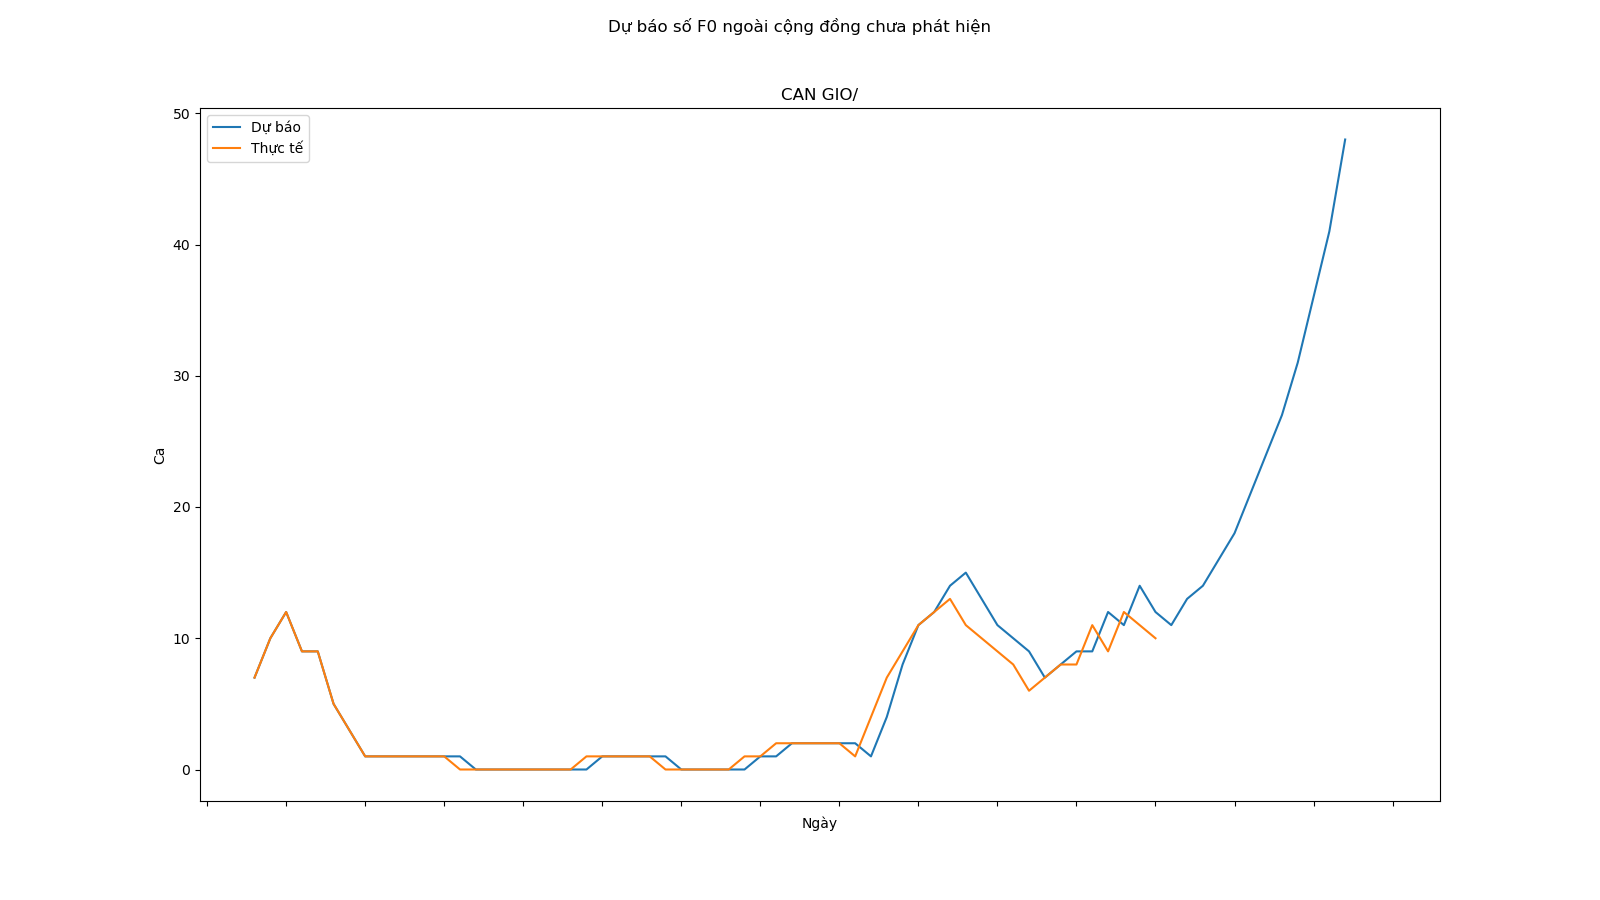 Dự báo số F0 ngoài cộng đồng chưa phát hiện
CAN GIO/
Dự báo
Thực tế
50
40
30
20
10
0
Ca
Ngày